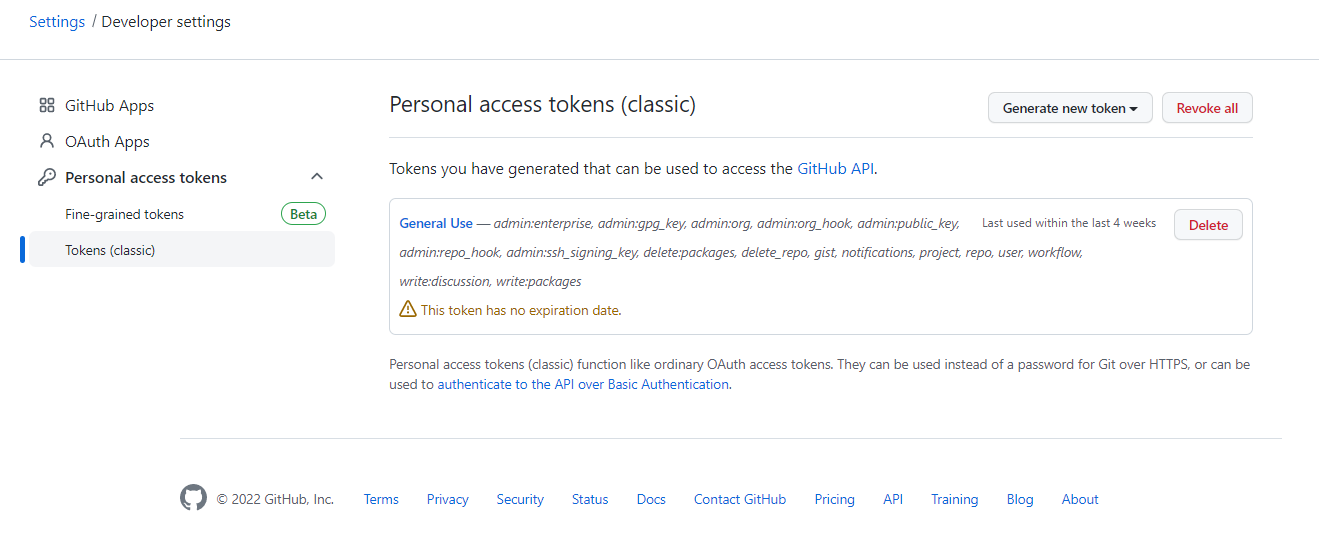 Settings / Developer settings
GitHub Apps
OAuth Apps
Personal access tokens
Fine-grained tokens Beta
Tokens (classic)
Personal access tokens (classic) Generate new token Revoke all
Tokens you have generated that can be used to access the GitHub API.
General Use — admin:enterprise, admin:gpg_key, admin:org, admin:org_hook, admin:public_key, Last used within the last 4 weeks Delete
admin:repo_hook, admin:ssh_signing_key, delete:packages, delete_repo, gist, notifications, project, repo, user, workflow,
write:discussion, write:packages
This token has no expiration date.
Personal access tokens (classic) function like ordinary OAuth access tokens. They can be used instead of a password for Git over HTTPS, or can be
used to authenticate to the API over Basic Authentication.
© 2022 GitHub, Inc. Terms Privacy Security Status Docs Contact GitHub Pricing API Training Blog About